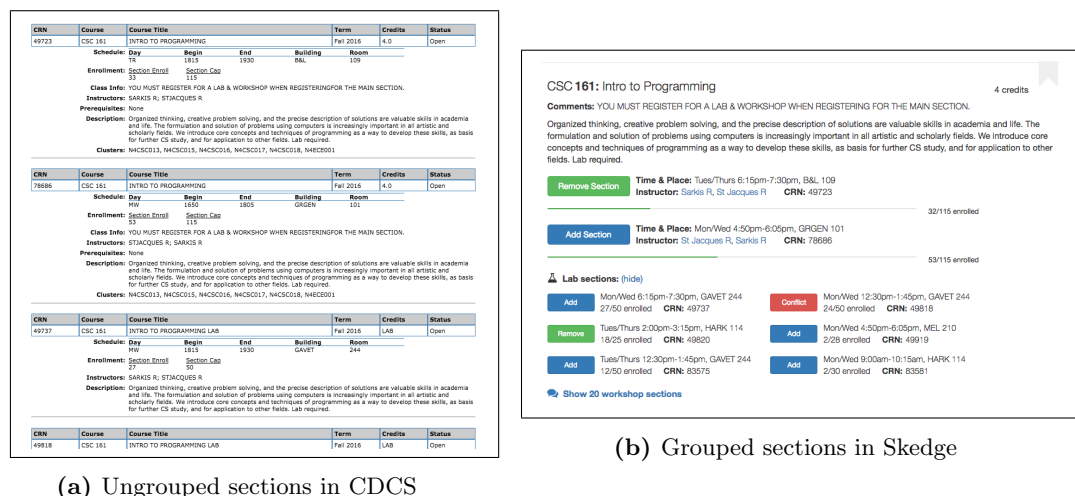 CRN Course Course Title Term Credits Status
49723 CSC 161 INTRO TO PROGRAMMING Fall 2016 4.0 Open
Schedule: Day Begin End Building Room
TR 1815 1930 B&L 109
Enrollment: Section Enroll Section Cap
33 115
Class Info: YOU MUST REGISTER FOR A LAB & WORKSHOP WHEN REGISTERINGFOR THE MAIN SECTION.
Instructors: SARKIS R; STJACQUES R
Prerequisites: None
Description: Organized thinking, creative problem solving, and the precise description of solutions are valuable skills in academia
and life. The formulation and solution of problems using computers is increasingly important in all artistic and
scholarly fields. We introduce core concepts and techniques of programming as a way to develop these skills, as basis
for further CS study, and for application to other fields. Lab required.
Clusters: N4CSC013, N4CSC015, N4CSC016, N4CSC017, N4CSC018, N4ECE001
CRN Course Course Title Term Credits Status
78686 CSC 161 INTRO TO PROGRAMMING Fall 2016 4.0 Open
Schedule: Day Begin End Building Room
MW 1650 1805 GRGEN 101
Enrollment: Section Enroll Section Cap
53 115
Class Info: YOU MUST REGISTER FOR A LAB & WORKSHOP WHEN REGISTERINGFOR THE MAIN SECTION.
Instructors: STJACQUES R; SARKIS R
Prerequisites: None
Description: Organized thinking, creative problem solving, and the precise description of solutions are valuable skills in academia
and life. The formulation and solution of problems using computers is increasingly important in all artistic and
scholarly fields. We introduce core concepts and techniques of programming as a way to develop these skills, as basis
for further CS study, and for application to other fields. Lab required.
Clusters: N4CSC013, N4CSC015, N4CSC016, N4CSC017, N4CSC018, N4ECE001
CRN Course Course Title Term Credits Status
49737 CSC 161 INTRO TO PROGRAMMING LAB Fall 2016 LAB Open
Schedule: Day Begin End Building Room
MW 1815 1930 GAVET 244
Enrollment: Section Enroll Section Cap
27 50
Instructors: SARKIS R; STJACQUES R
Description: Organized thinking, creative problem solving, and the precise description of solutions are valuable skills in academia
and life. The formulation and solution of problems using computers is increasingly important in all artistic and
scholarly fields. We introduce core concepts and techniques of programming as a way to develop these skills, as basis
for further CS study, and for application to other fields. Lab required.
CRN Course Course Title Term Credits Status
49818 CSC 161 INTRO TO PROGRAMMING LAB Fall 2016 LAB Open
(a) Ungrouped sections in CDCS
CSC 161: Intro to Programming 4 credits
Comments: YOU MUST REGISTER FOR A LAB & WORKSHOP WHEN REGISTERING FOR THE MAIN SECTION.
Organized thinking, creative problem solving, and the precise description of solutions are valuable skills in academia and life. The
formulation and solution of problems using computers is increasingly important in all artistic and scholarly fields. We introduce core
concepts and techniques of programming as a way to develop these skills, as basis for further CS study, and for application to other
fields. Lab required.
Remove Section Time & Place: Tues/Thurs 6:15pm-7:30pm, B&L 109
Instructor: Sarkis R, St Jacques R CRN: 49723
32/115 enrolled
Add Section Time & Place: Mon/Wed 4:50pm-6:05pm, GRGEN 101
Instructor: St Jacques R, Sarkis R CRN: 78686
53/115 enrolled
Lab sections: (hide)
Add Mon/Wed 6:15pm-7:30pm, GAVET 244 Conflict Mon/Wed 12:30pm-1:45pm, GAVET 244
27/50 enrolled CRN: 49737 24/50 enrolled CRN: 49818
Remove Tues/Thurs 2:00pm-3:15pm, HARK 114 Add Mon/Wed 4:50pm-6:05pm, MEL 210
18/25 enrolled CRN: 49820 2/28 enrolled CRN: 49919
Add Tues/Thurs 12:30pm-1:45pm, GAVET 244 Add Mon/Wed 9:00am-10:15am, HARK 114
12/50 enrolled CRN: 83575 2/30 enrolled CRN: 83581
Show 20 workshop sections
(b) Grouped sections in Skedge